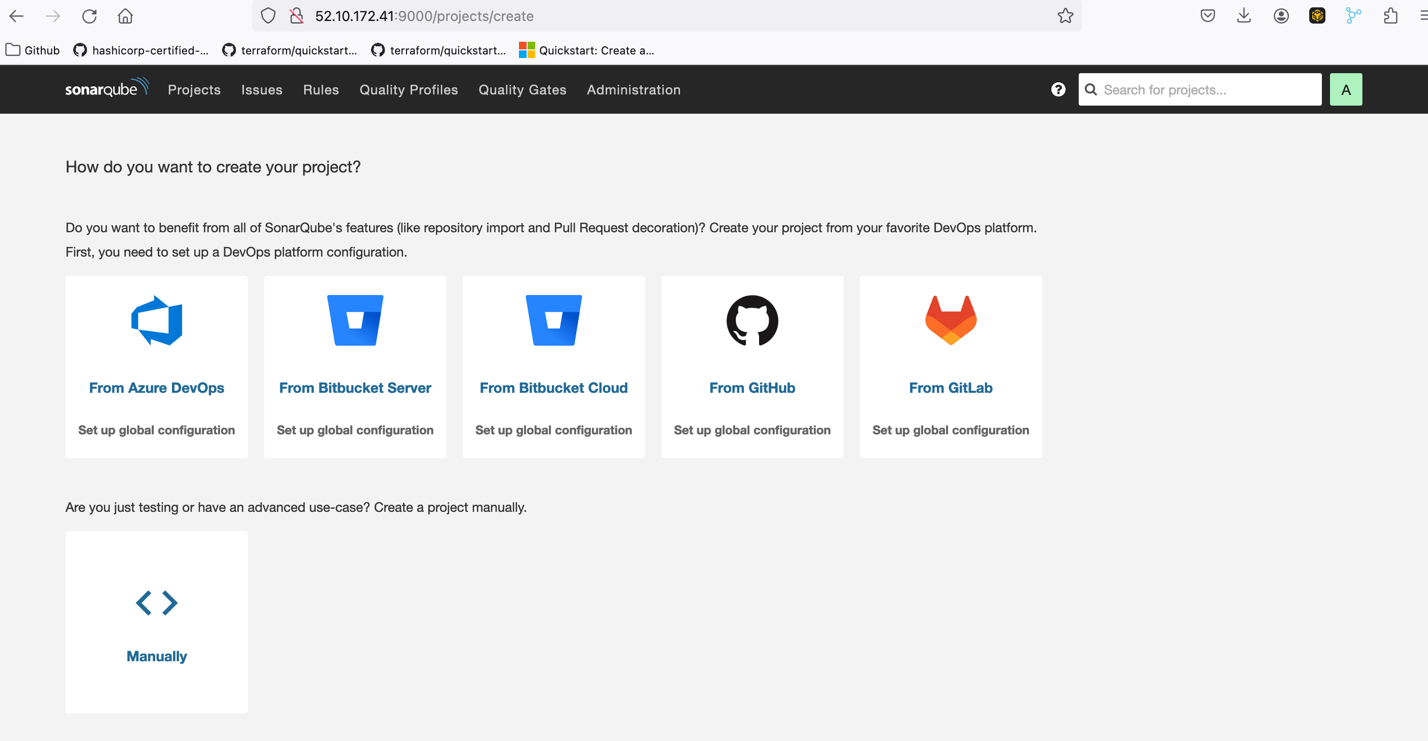 52.10.172.41:9000/projects/create
Github hashicorp-certified-... terraform/quickstart... terraform/quickstart... Quickstart: Create a...
sonarqube Projects Issues Rules Quality Profiles Quality Gates Administration ? Search for projects... A
How do you want to create your project?
Do you want to benefit from all of SonarQube's features (like repository import and Pull Request decoration)? Create your project from your favorite DevOps platform.
First, you need to set up a DevOps platform configuration.
From Azure DevOps From Bitbucket Server From Bitbucket Cloud From GitHub From GitLab
Set up global configuration Set up global configuration Set up global configuration Set up global configuration Set up global configuration
Are you just testing or have an advanced use-case? Create a project manually.
Manually